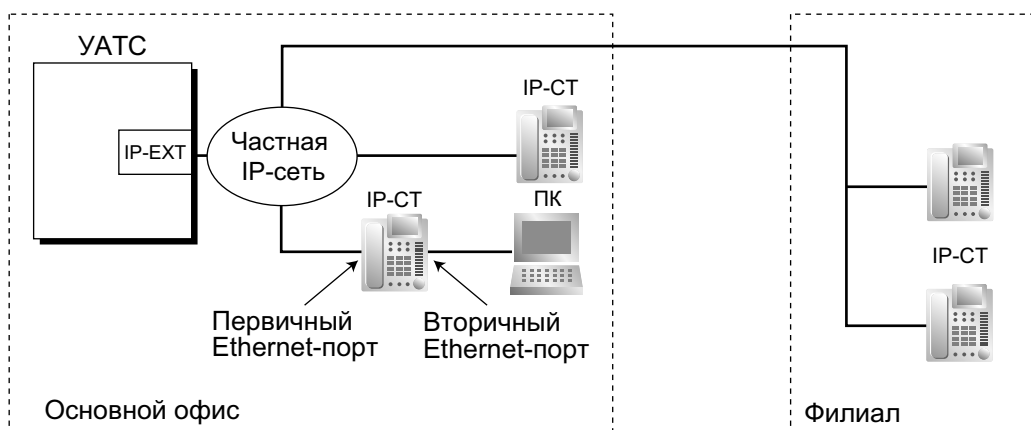 УАТС
IP-EXT
Частная
IP-сеть
IP-СТ
IP-СТ
ПК
Первичный
Ethernet-порт
Вторичный
Ethernet-порт
IP-СТ
Основной офис
Филиал